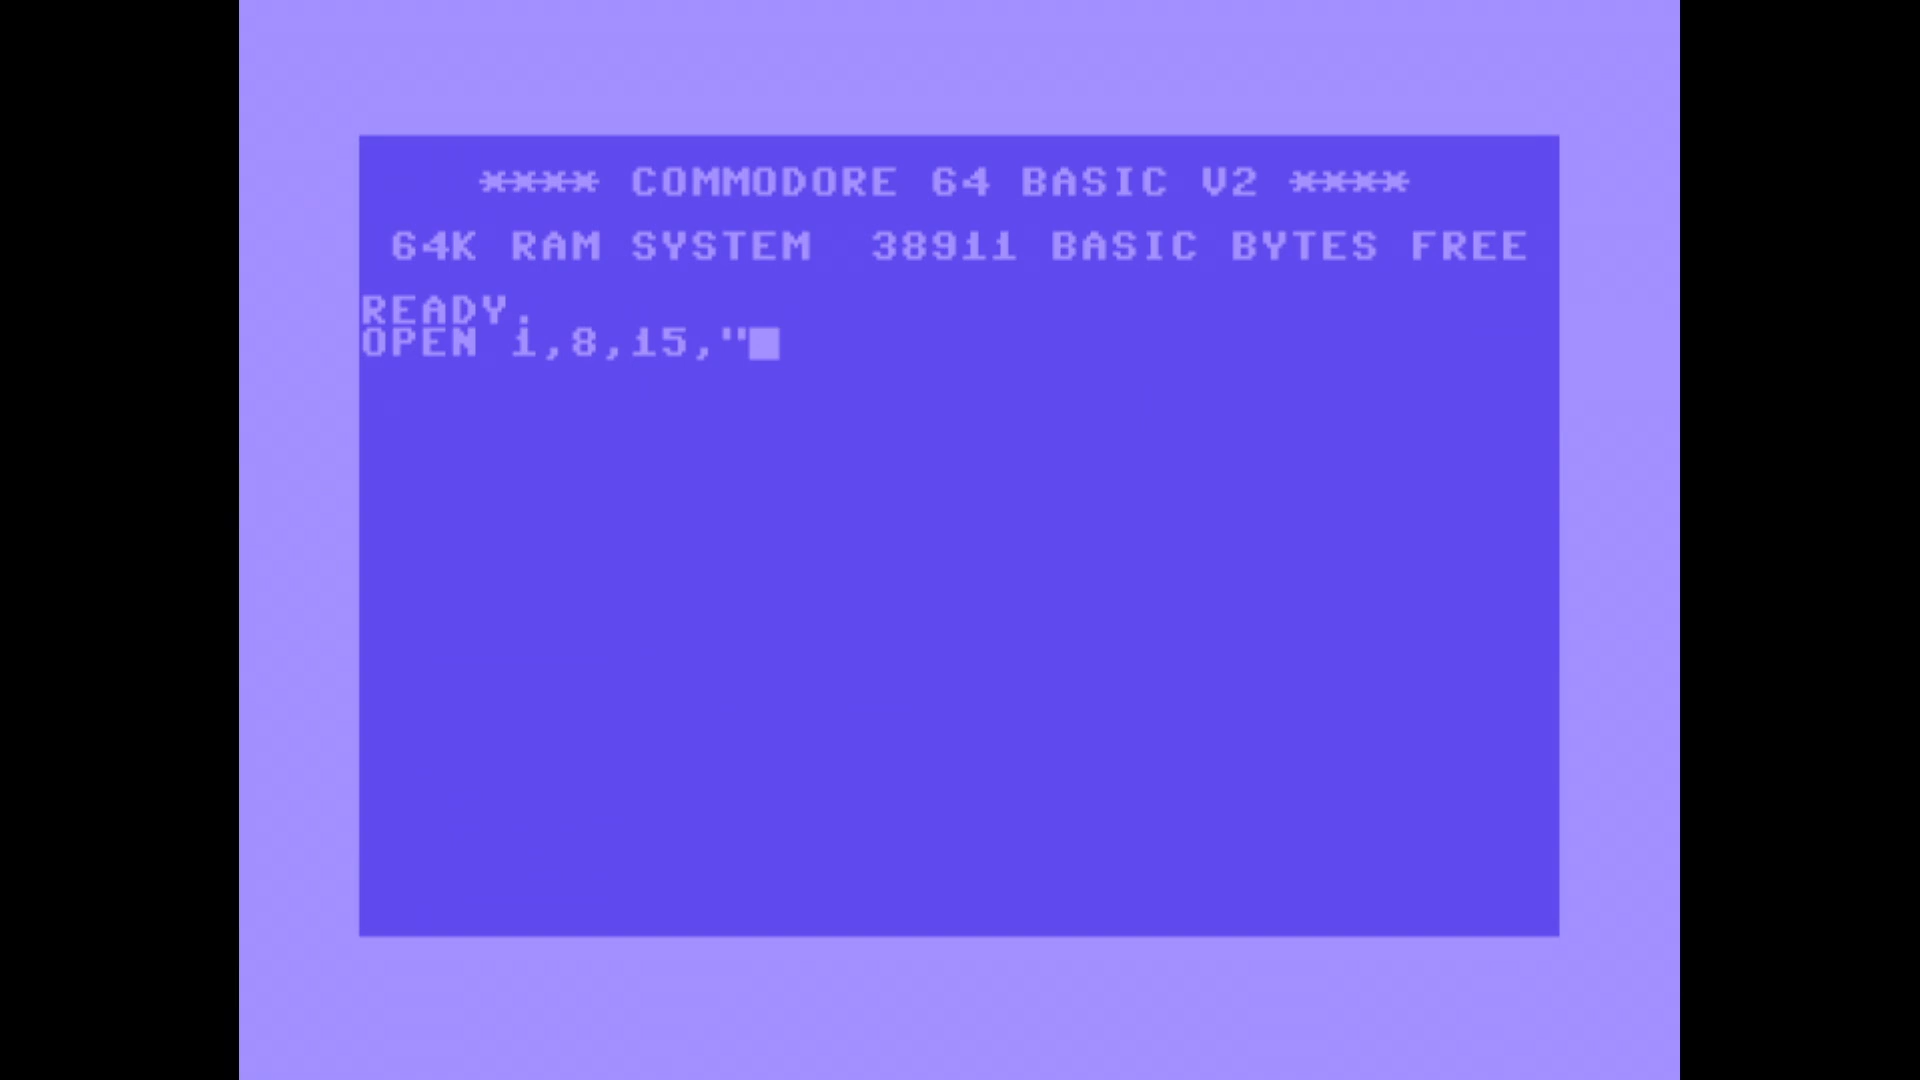 **** COMMODORE 64 BASIC V2 ****
64K RAM SYSTEM  38911 BASIC BYTES FREE
READY.
OPEN 1,8,15,"